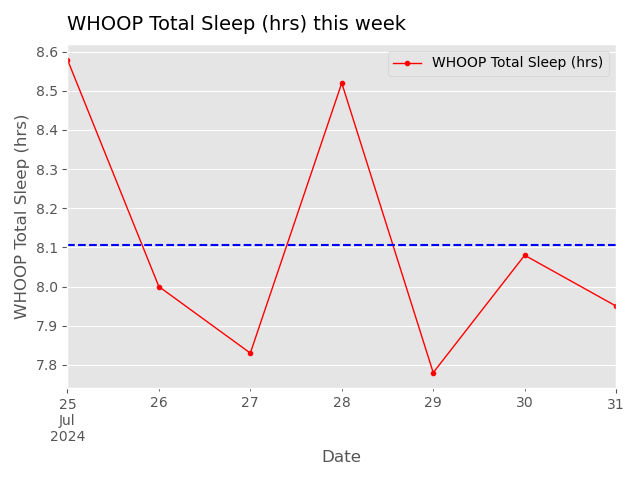 WHOOP Total Sleep (hrs) this week
WHOOP Total Sleep (hrs)
WHOOP Total Sleep (hrs)
8.6
8.5
8.4
8.3
8.2
8.1
8.0
7.9
7.8
25 26 27 28 29 30 31
Jul
2024
Date